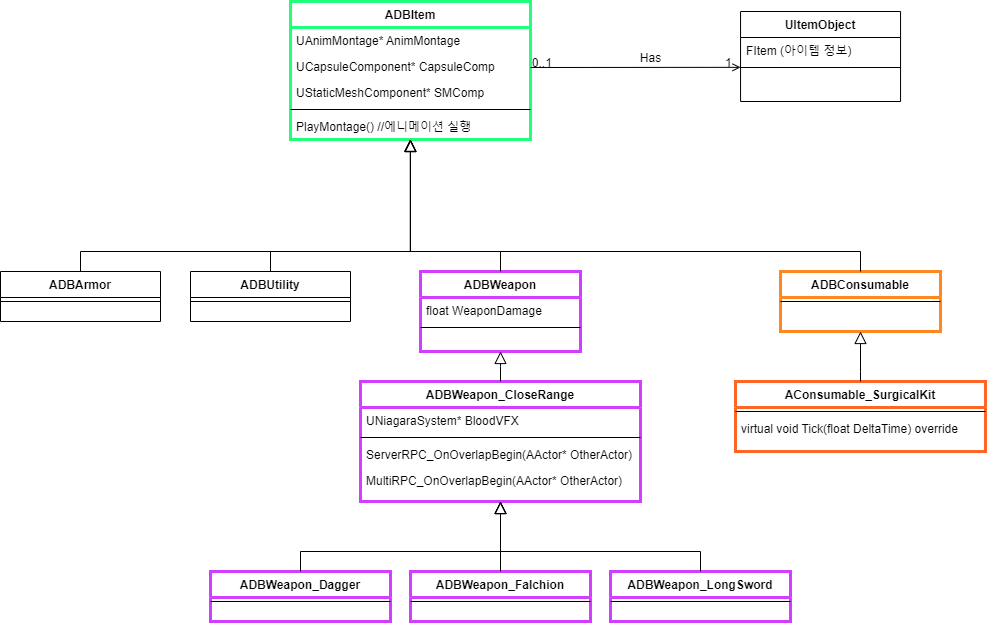 ADBItem
UAnimMontage* AnimMontage
UCapsuleComponent* CapsuleComp
UStaticMeshComponent* SMComp
PlayMontage() //에니메이션 실행
0..1
Has
1
UItemObject
FItem (아이템 정보)
ADBArmor
ADBUtility
ADBWeapon
float WeaponDamage
ADBConsumable
ADBWeapon_CloseRange
UNiagaraSystem* BloodVFX
ServerRPC_OnOverlapBegin(AActor* OtherActor)
MultiRPC_OnOverlapBegin(AActor* OtherActor)
AConsumable_SurgicalKit
virtual void Tick(float DeltaTime) override
ADBWeapon_Dagger
ADBWeapon_Falchion
ADBWeapon_LongSword